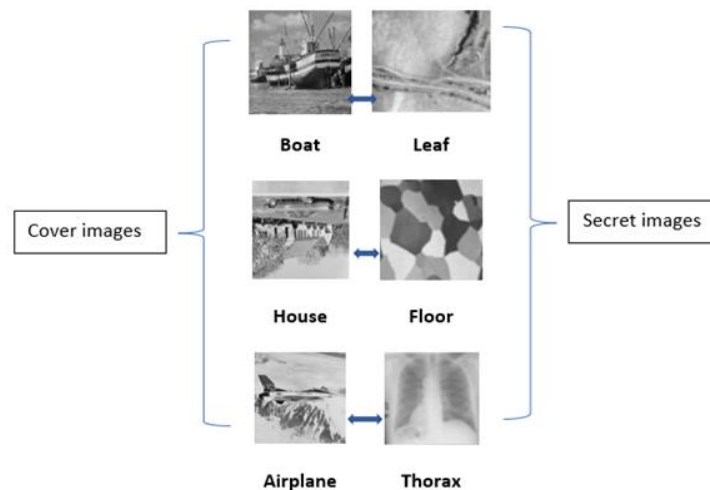 Boat Leaf
Cover images
Secret images
House Floor
Airplane Thorax